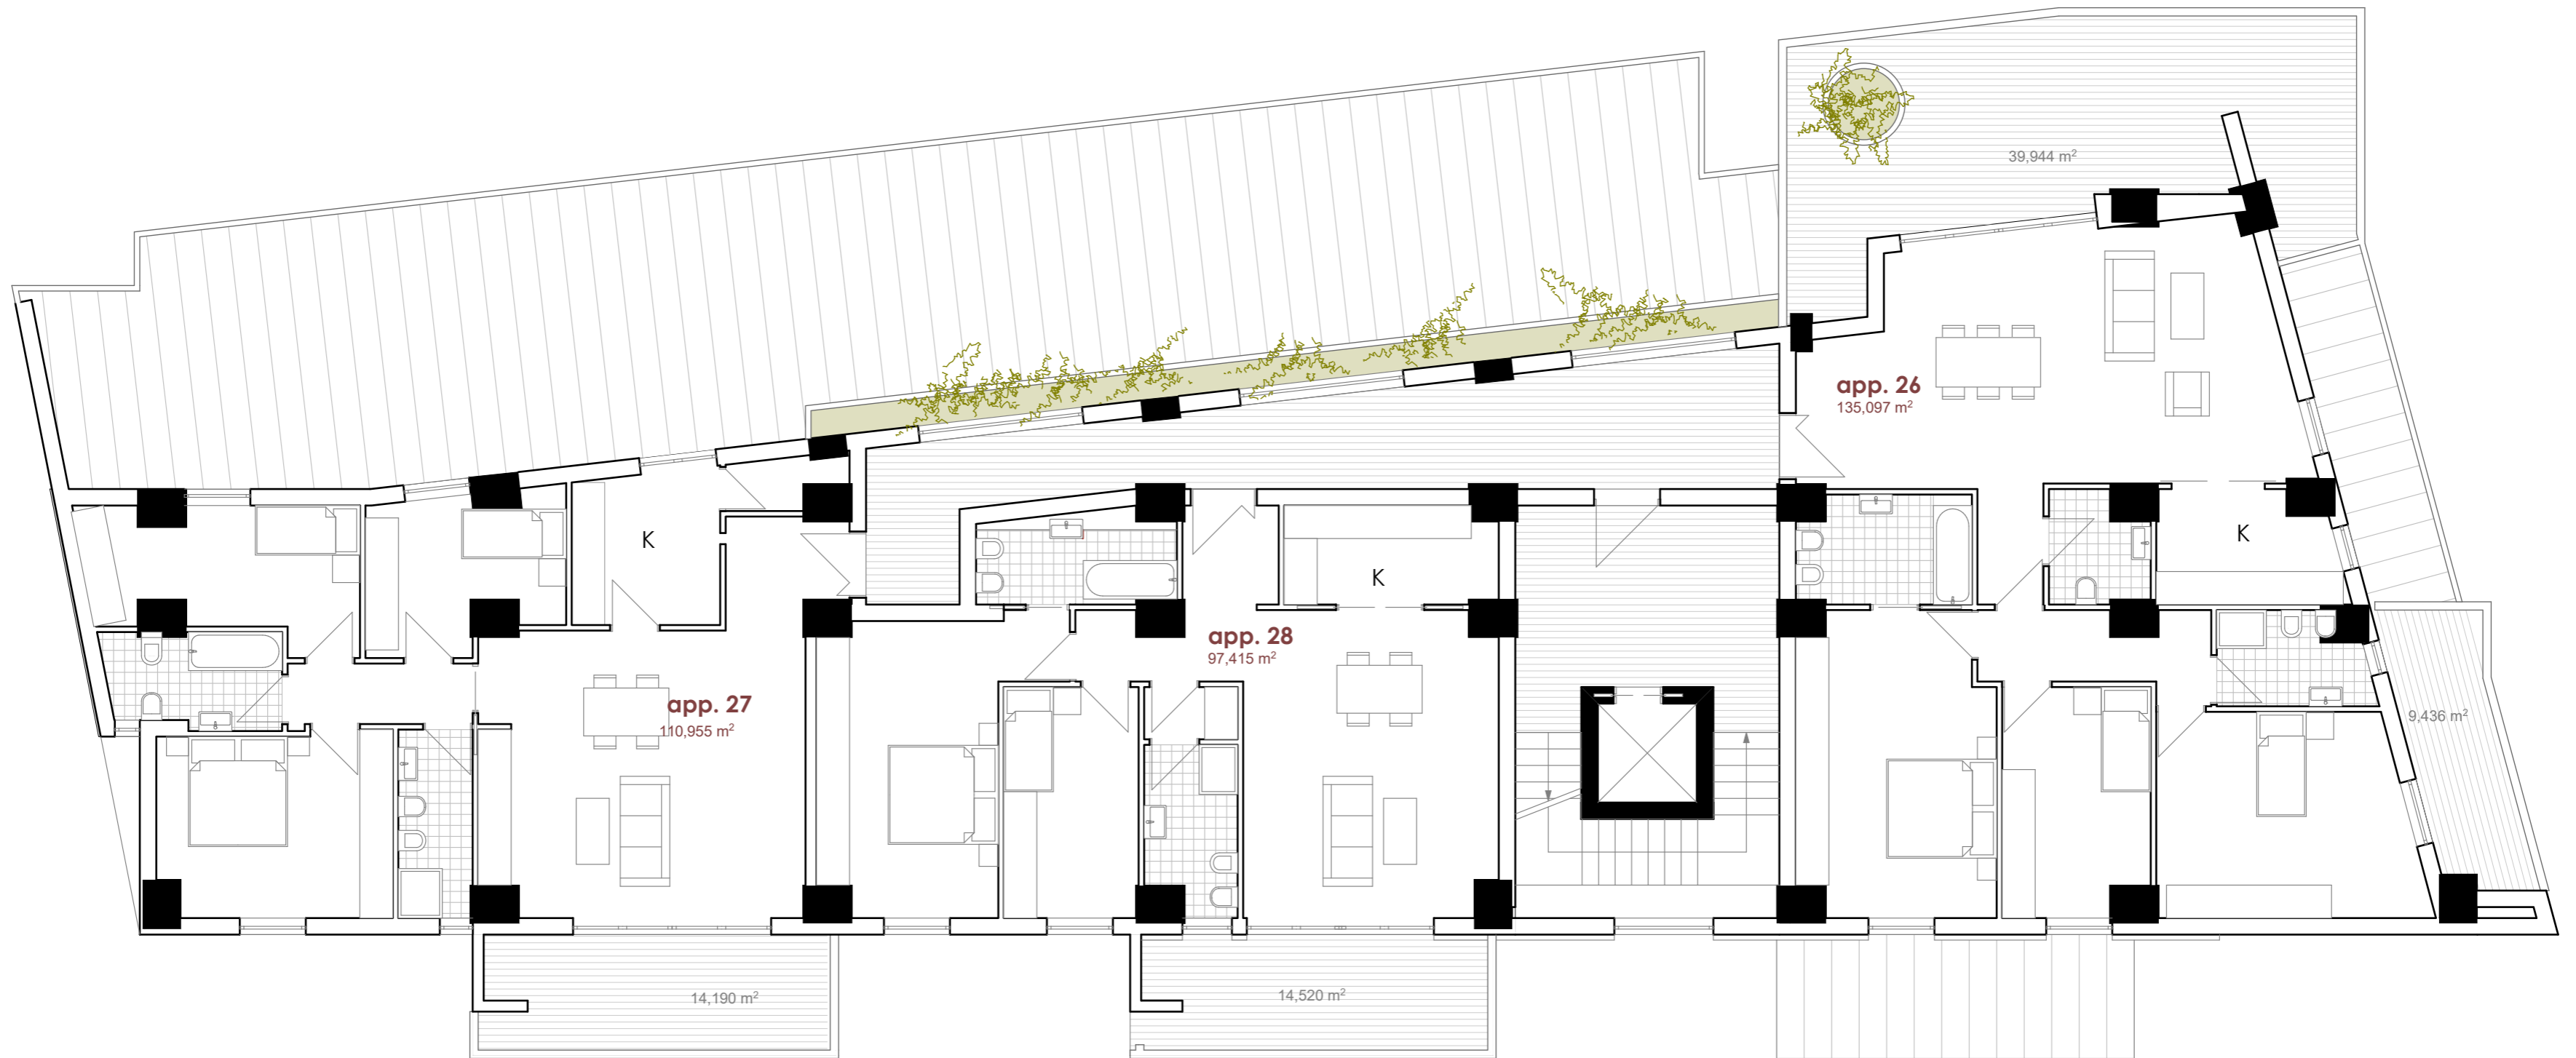 39,944 m²
app. 26
135,097 m²
K
K
K
app. 28
97,415 m²
app. 27
110,955 m²
9,436 m²
14,190 m²
14,520 m²